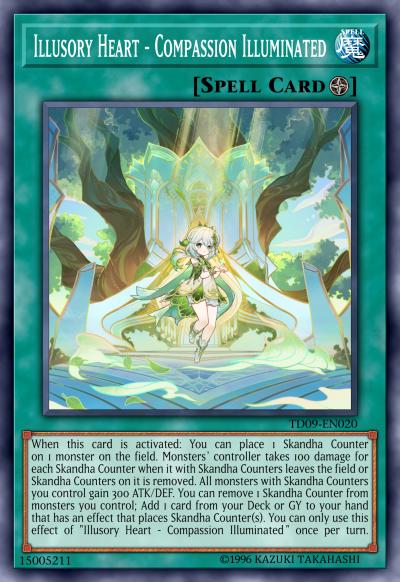 Illusory Heart - Compassion Illuminated
SPELL
魔
[Spell Card]
TD09-EN020
When this card is activated: You can place 1 Skandha Counter
on 1 monster on the field. Monsters' controller takes 100 damage for
each Skandha Counter when it with Skandha Counters leaves the field or
Skandha Counters on it is removed. All monsters with Skandha Counters
you control gain 300 ATK/DEF. You can remove 1 Skandha Counter from
monsters you control; Add 1 card from your Deck or GY to your hand
that has an effect that places Skandha Counter(s). You can only use this
effect of "Illusory Heart - Compassion Illuminated" once per turn.
15005211
©1996 KAZUKI TAKAHASHI